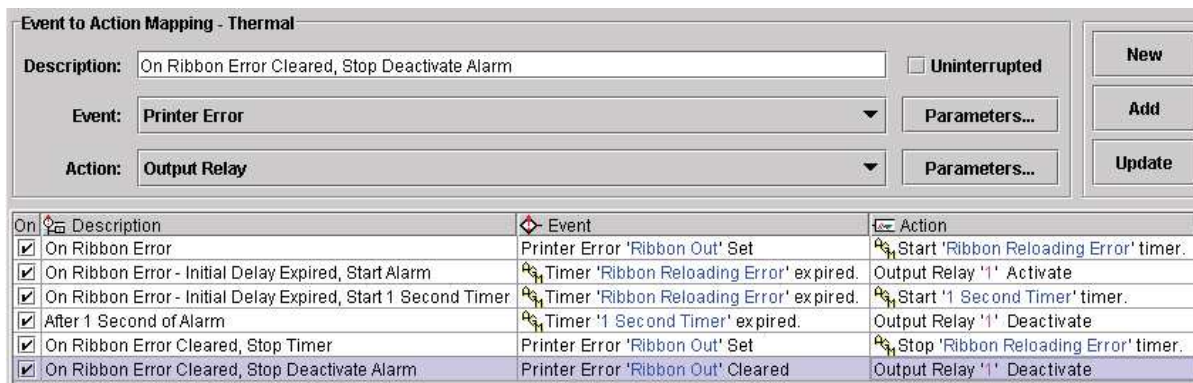 Event to Action Mapping - Thermal
Description: On Ribbon Error Cleared, Stop Deactivate Alarm Uninterrupted New
Event: Printer Error Parameters... Add
Action: Output Relay Parameters... Update
On Description Event Action
On Ribbon Error Printer Error 'Ribbon Out' Set Start 'Ribbon Reloading Error' timer.
On Ribbon Error - Initial Delay Expired, Start Alarm Timer 'Ribbon Reloading Error' expired. Output Relay '1' Activate
On Ribbon Error - Initial Delay Expired, Start 1 Second Timer Timer 'Ribbon Reloading Error' expired. Start '1 Second Timer' timer.
After 1 Second of Alarm Timer '1 Second Timer' expired. Output Relay '1' Deactivate
On Ribbon Error Cleared, Stop Timer Printer Error 'Ribbon Out' Set Stop 'Ribbon Reloading Error' timer.
On Ribbon Error Cleared, Stop Deactivate Alarm Printer Error 'Ribbon Out' Cleared Output Relay '1' Deactivate